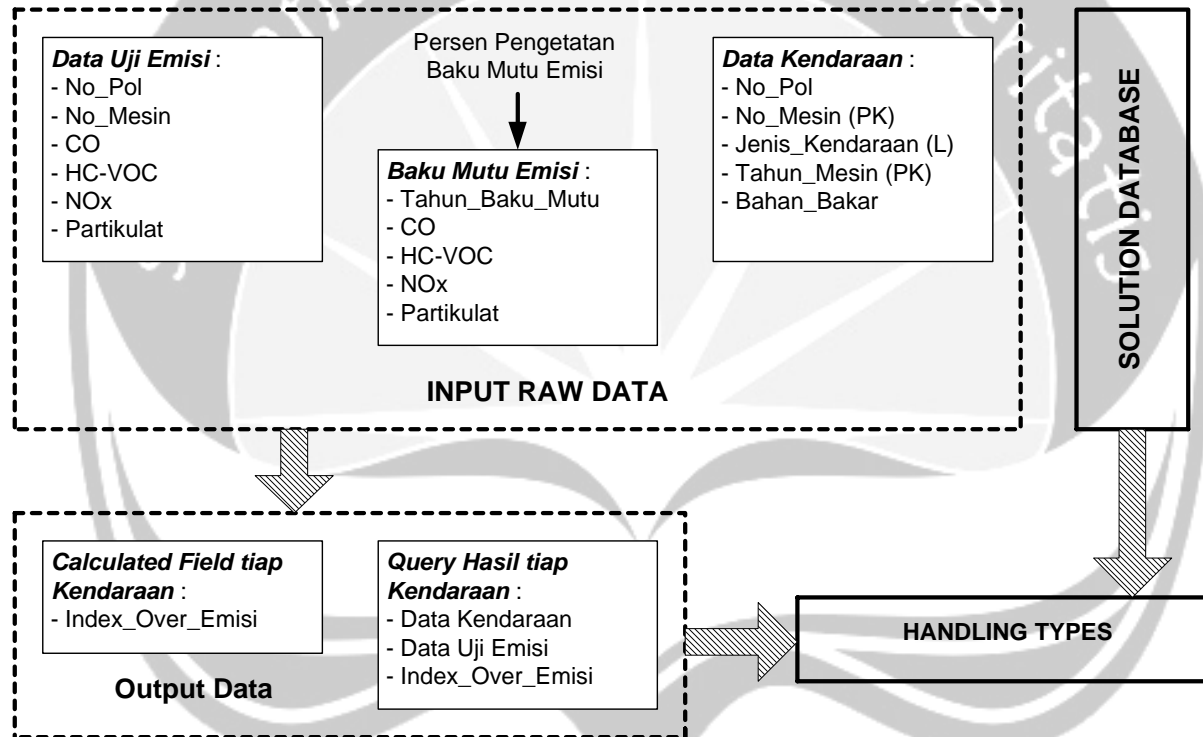 Data Uji Emisi :
- No_Pol
- No_Mesin
- CO
- HC-VOC
- NOx
- Partikulat
Persen Pengetatan
Baku Mutu Emisi
Baku Mutu Emisi :
- Tahun_Baku_Mutu
- CO
- HC-VOC
- NOx
- Partikulat
Data Kendaraan :
- No_Pol
- No_Mesin (PK)
- Jenis_Kendaraan (L)
- Tahun_Mesin (PK)
- Bahan_Bakar
INPUT RAW DATA
SOLUTION DATABASE
Calculated Field tiap
Kendaraan :
- Index_Over_Emisi
Query Hasil tiap
Kendaraan :
- Data Kendaraan
- Data Uji Emisi
- Index_Over_Emisi
Output Data
HANDLING TYPES